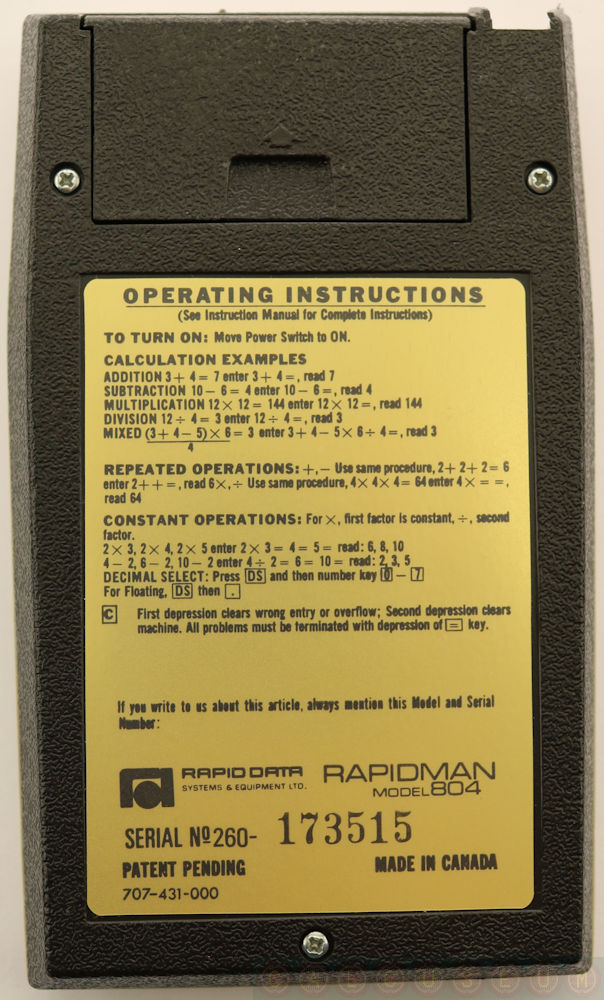 OPERATING INSTRUCTIONS
(See Instruction Manual for Complete Instructions)
TO TURN ON: Move Power Switch to ON.
CALCULATION EXAMPLES
ADDITION 3 + 4 = 7 enter 3 + 4 =, read 7
SUBTRACTION 10 − 6 = 4 enter 10 − 6 =, read 4
MULTIPLICATION 12 × 12 = 144 enter 12 × 12 =, read 144
DIVISION 12 ÷ 4 = 3 enter 12 ÷ 4 =, read 3
MIXED (3 + 4 − 5) × 6 = 3 enter 3 + 4 − 5 × 6 ÷ 4 =, read 3
4
REPEATED OPERATIONS: +, − Use same procedure, 2 + 2 + 2 = 6
enter 2 + + =, read 6 ×, ÷ Use same procedure, 4 × 4 × 4 = 64 enter 4 × = =,
read 64
CONSTANT OPERATIONS: For ×, first factor is constant, ÷, second
factor.
2 × 3, 2 × 4, 2 × 5 enter 2 × 3 = 4 = 5 = read: 6, 8, 10
4 − 2, 6 − 2, 10 − 2 enter 4 ÷ 2 = 6 = 10 = read: 2, 3, 5
DECIMAL SELECT: Press DS and then number key 0 − 7
For Floating, DS then .
C First depression clears wrong entry or overflow; Second depression clears
machine. All problems must be terminated with depression of = key.
If you write to us about this article, always mention this Model and Serial
Number:
RAPID DATA
SYSTEMS & EQUIPMENT LTD.
RAPIDMAN
MODEL 804
SERIAL Nº 260- 173515
PATENT PENDING
MADE IN CANADA
707-431-000